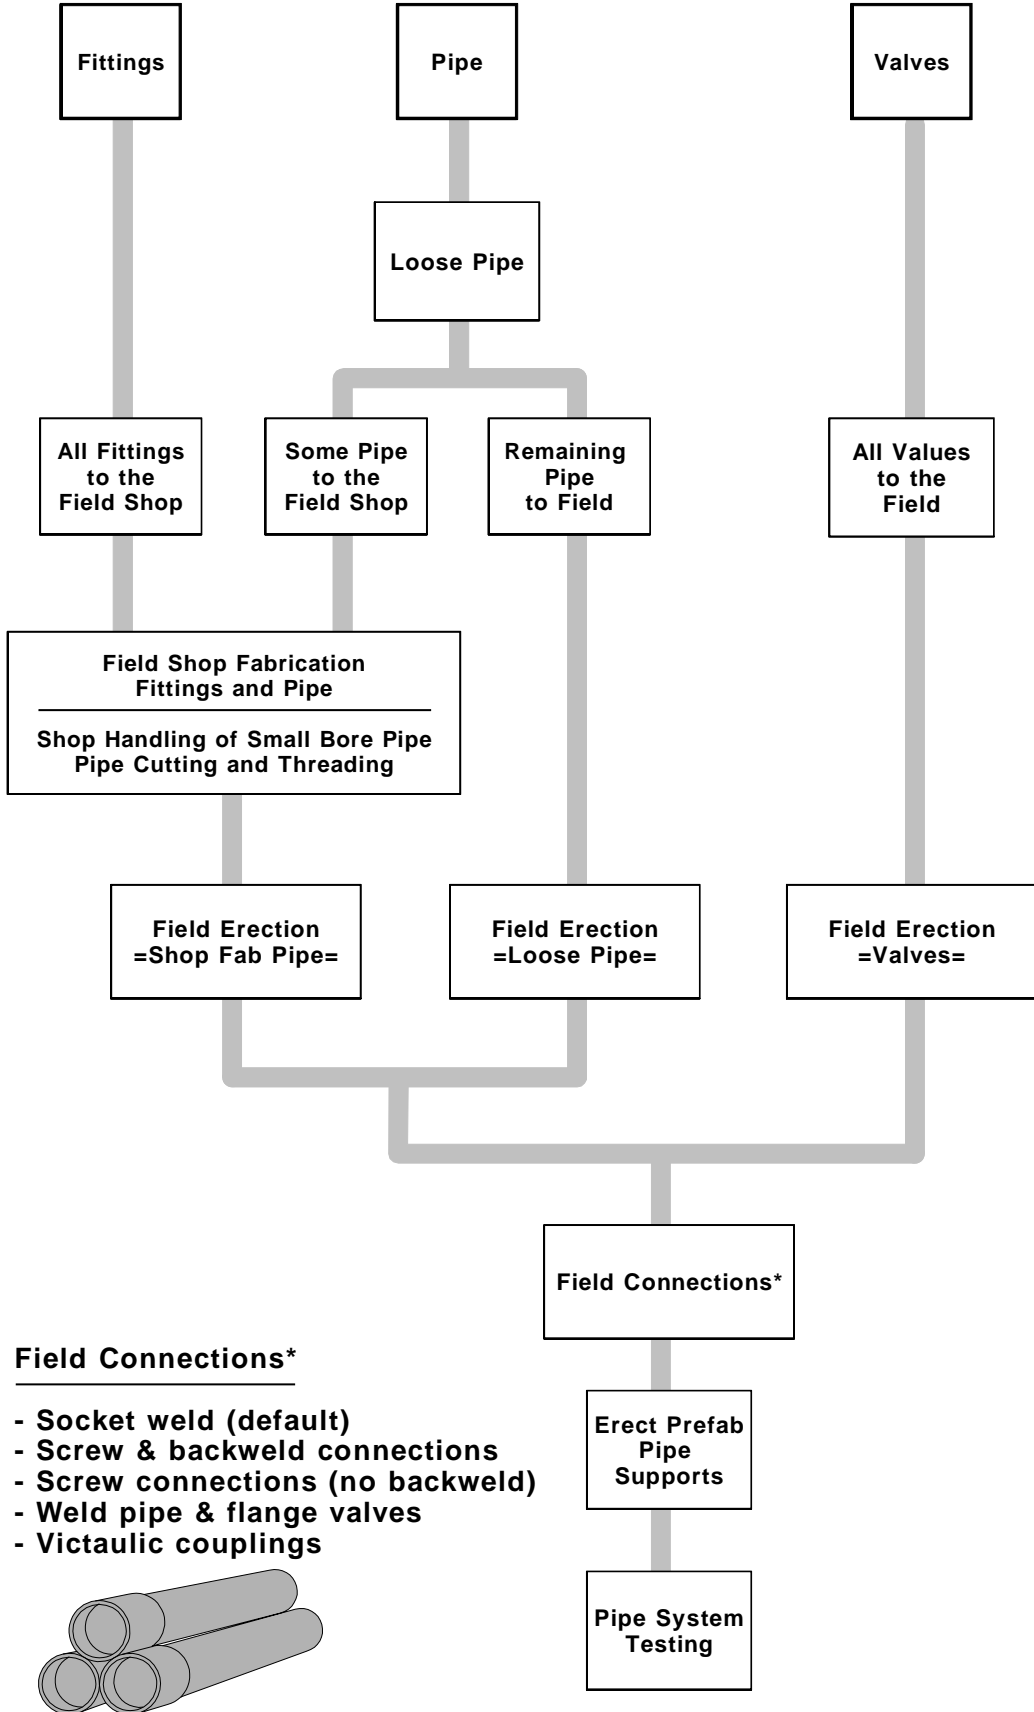 Fittings
Pipe
Valves
Loose Pipe
All Fittings
to the
Field Shop
Some Pipe
to the
Field Shop
Remaining
Pipe
to Field
All Values
to the
Field
Field Shop Fabrication
Fittings and Pipe
Shop Handling of Small Bore Pipe
Pipe Cutting and Threading
Field Erection
=Shop Fab Pipe=
Field Erection
=Loose Pipe=
Field Erection
=Valves=
Field Connections*
Erect Prefab
Pipe
Supports
Pipe System
Testing
Field Connections*
- Socket weld (default)
- Screw & backweld connections
- Screw connections (no backweld)
- Weld pipe & flange valves
- Victaulic couplings